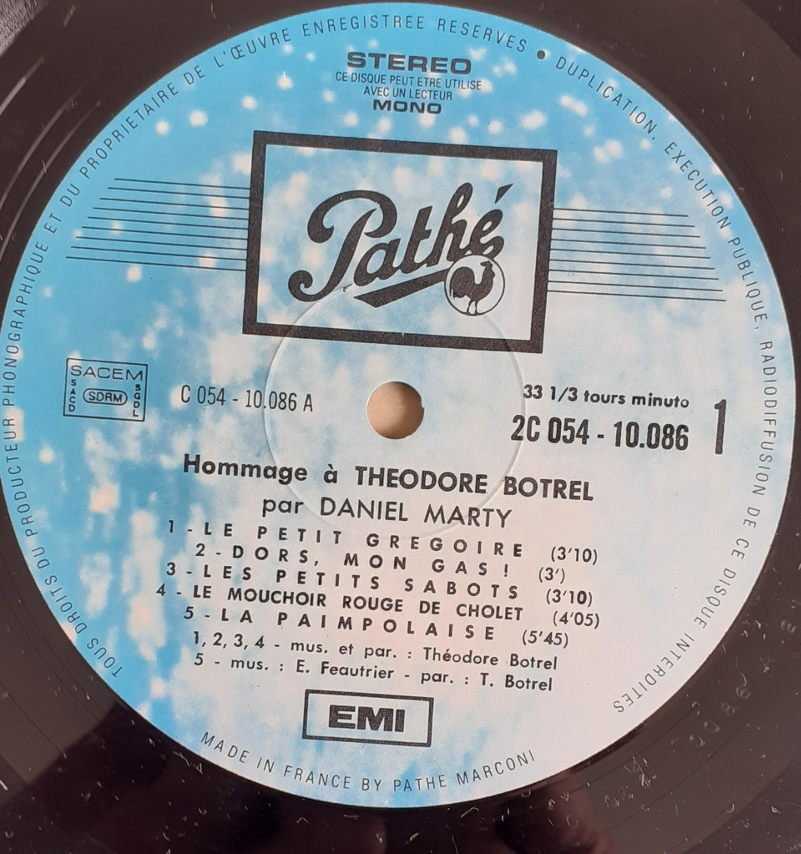 TOUS DROITS DU PRODUCTEUR PHONOGRAPHIQUE ET DU PROPRIETAIRE DE L'ŒUVRE ENREGISTREE RESERVES • DUPLICATION, EXECUTION PUBLIQUE, RADIODIFFUSION DE CE DISQUE INTERDITES
STEREO
CE DISQUE PEUT ETRE UTILISE
AVEC UN LECTEUR
MONO
Pathé
SACEM
SACD
SDRM
SGDL
C 054 - 10.086 A
33 1/3 tours minute
2C 054 - 10.086
1
Hommage à THEODORE BOTREL
par DANIEL MARTY
1 - LE PETIT GREGOIRE (3'10)
2 - DORS, MON GAS! (3')
3 - LES PETITS SABOTS (3'10)
4 - LE MOUCHOIR ROUGE DE CHOLET (4'05)
5 - LA PAIMPOLAISE (5'45)
1, 2, 3, 4 - mus. et par. : Théodore Botrel
5 - mus. : E. Feautrier - par. : T. Botrel
EMI
MADE IN FRANCE BY PATHE MARCONI